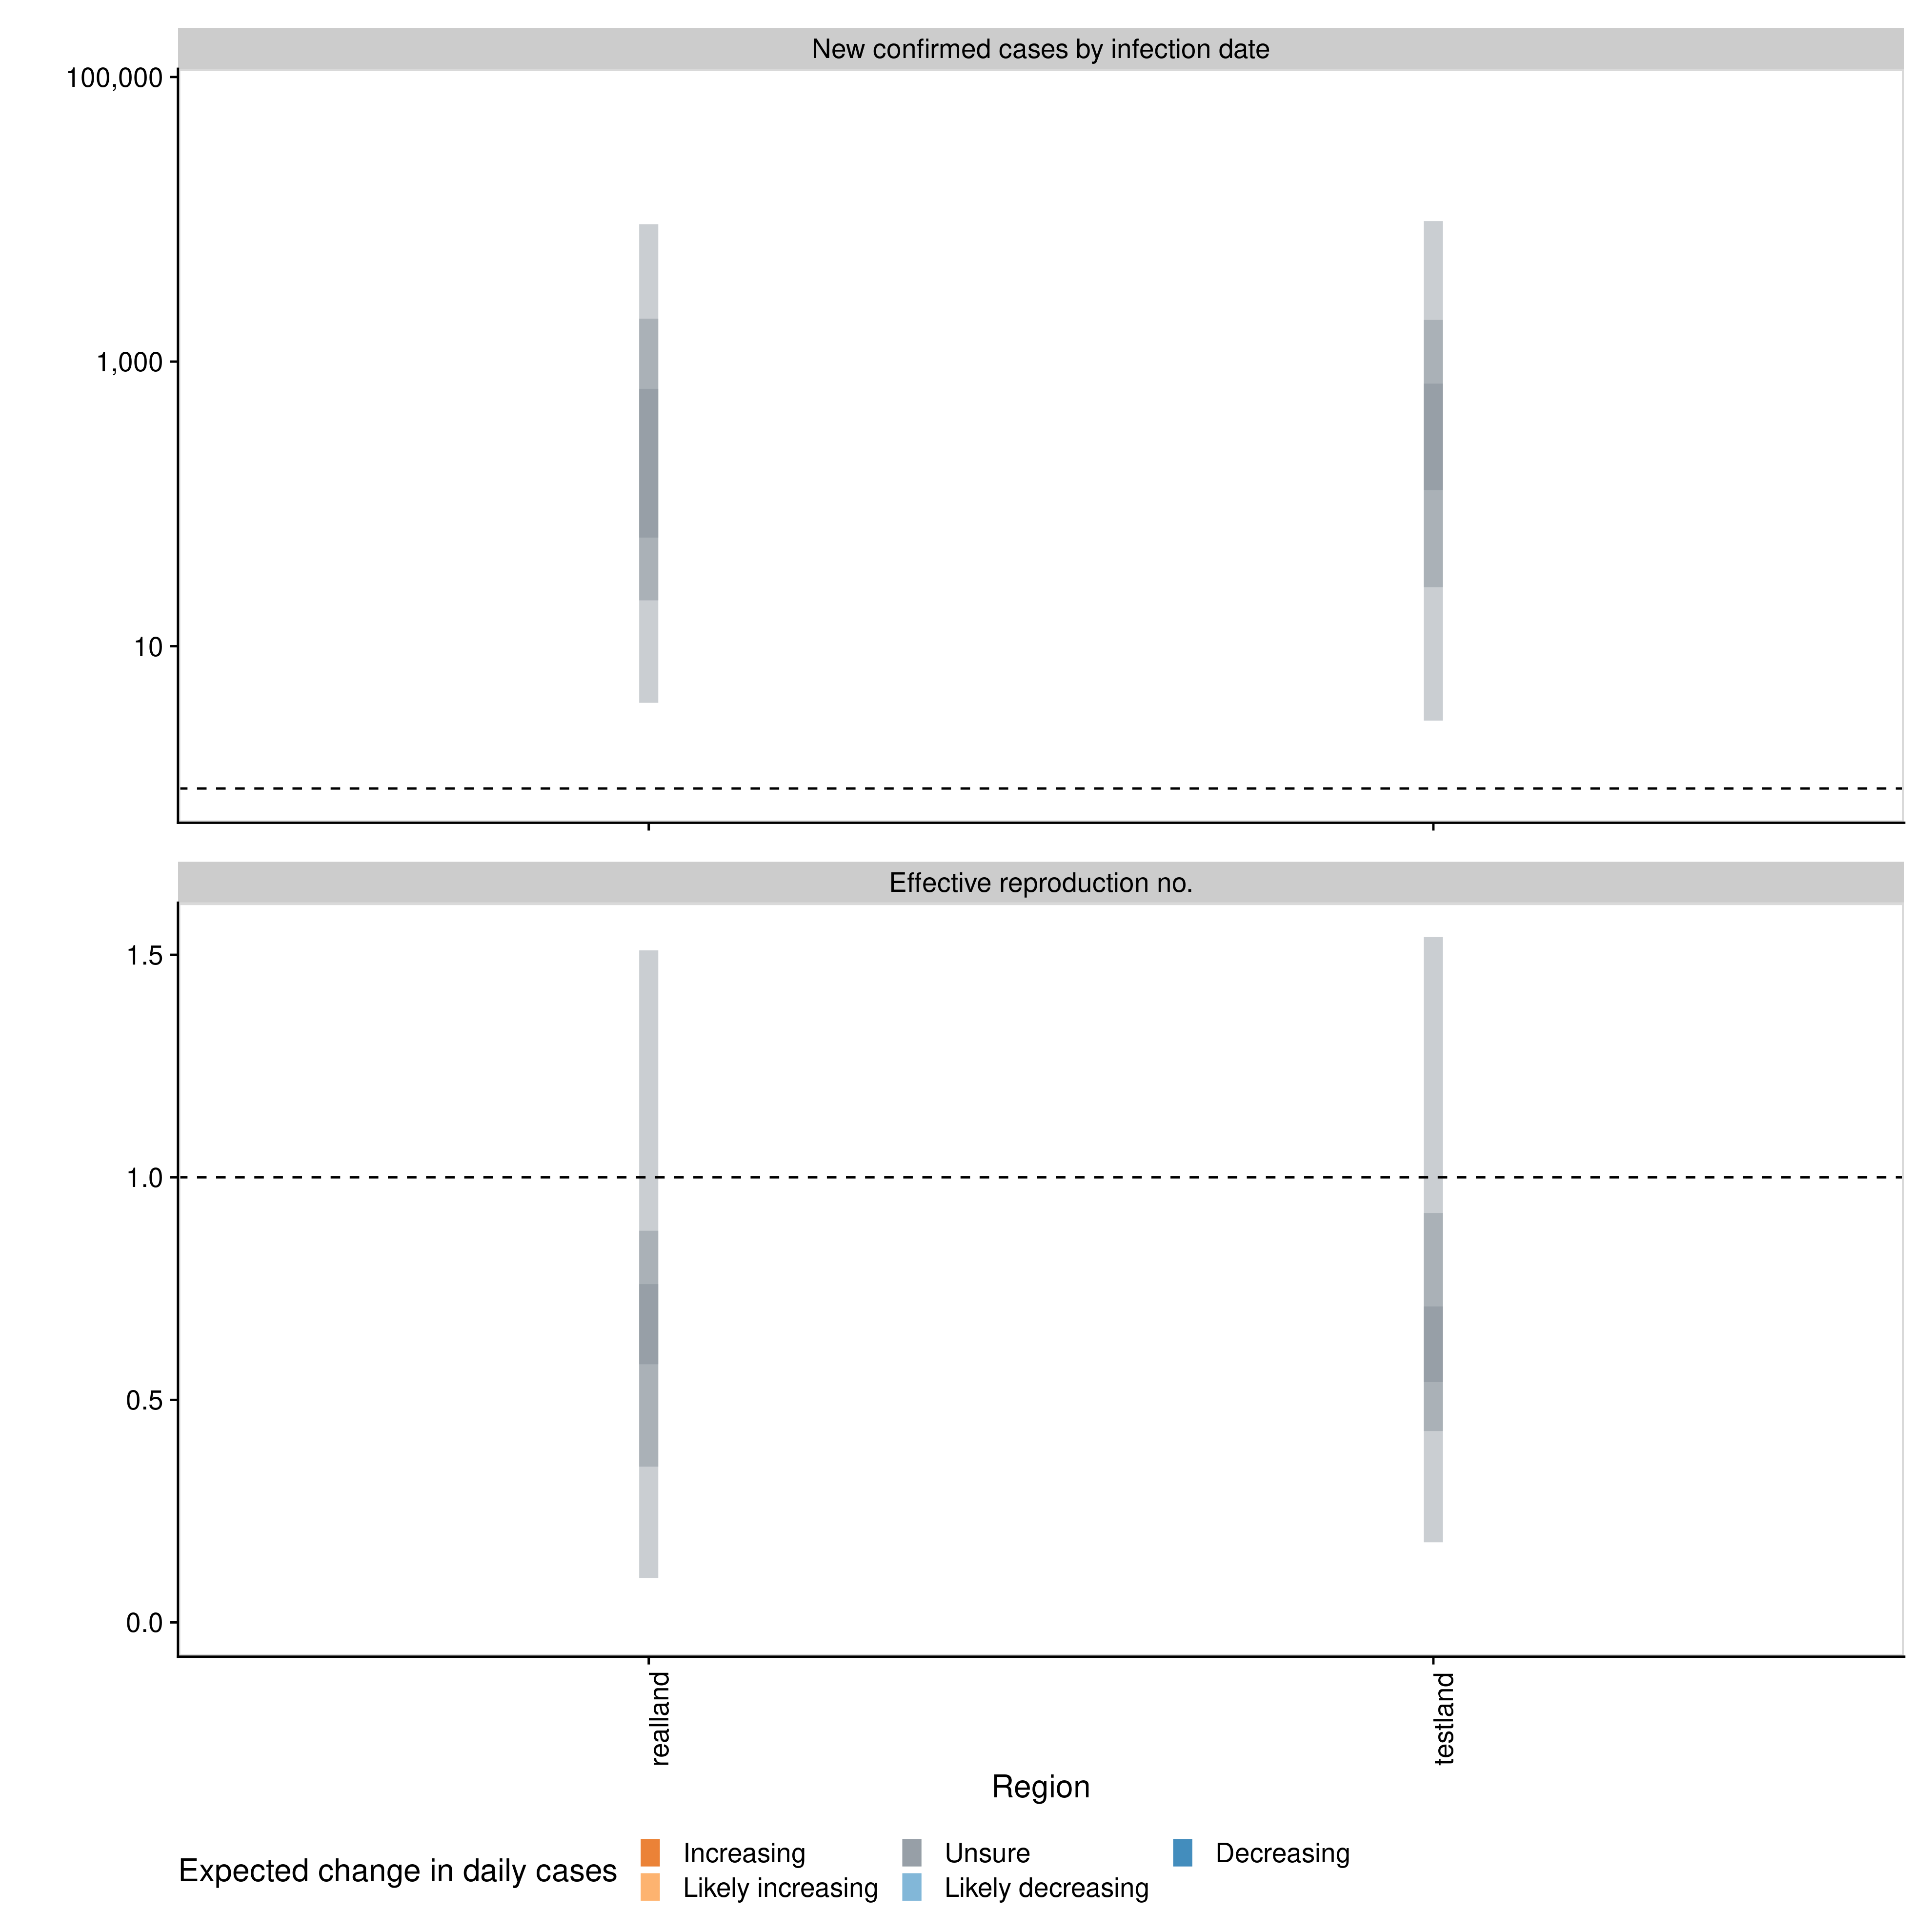 New confirmed cases by infection date
100,000
1,000
10
Effective reproduction no.
1.5
1.0
0.5
0.0
realland
testland
Region
Expected change in daily cases
Increasing
Likely increasing
Unsure
Likely decreasing
Decreasing